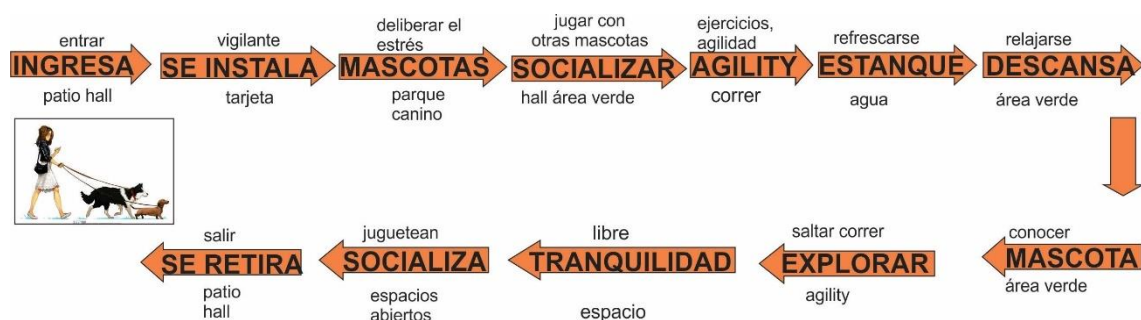 entrar
INGRESA
patio hall
vigilante
SE INSTALA
tarjeta
deliberar el
estrés
MASCOTAS
parque
canino
jugar con
otras mascotas
SOCIALIZAR
hall área verde
ejercicios,
agilidad
AGILITY
correr
refrescarse
ESTANQUE
agua
relajarse
DESCANSA
área verde
conocer
MASCOTA
área verde
saltar correr
EXPLORAR
agility
libre
TRANQUILIDAD
espacio
juguetean
SOCIALIZA
espacios
abiertos
salir
SE RETIRA
patio
hall